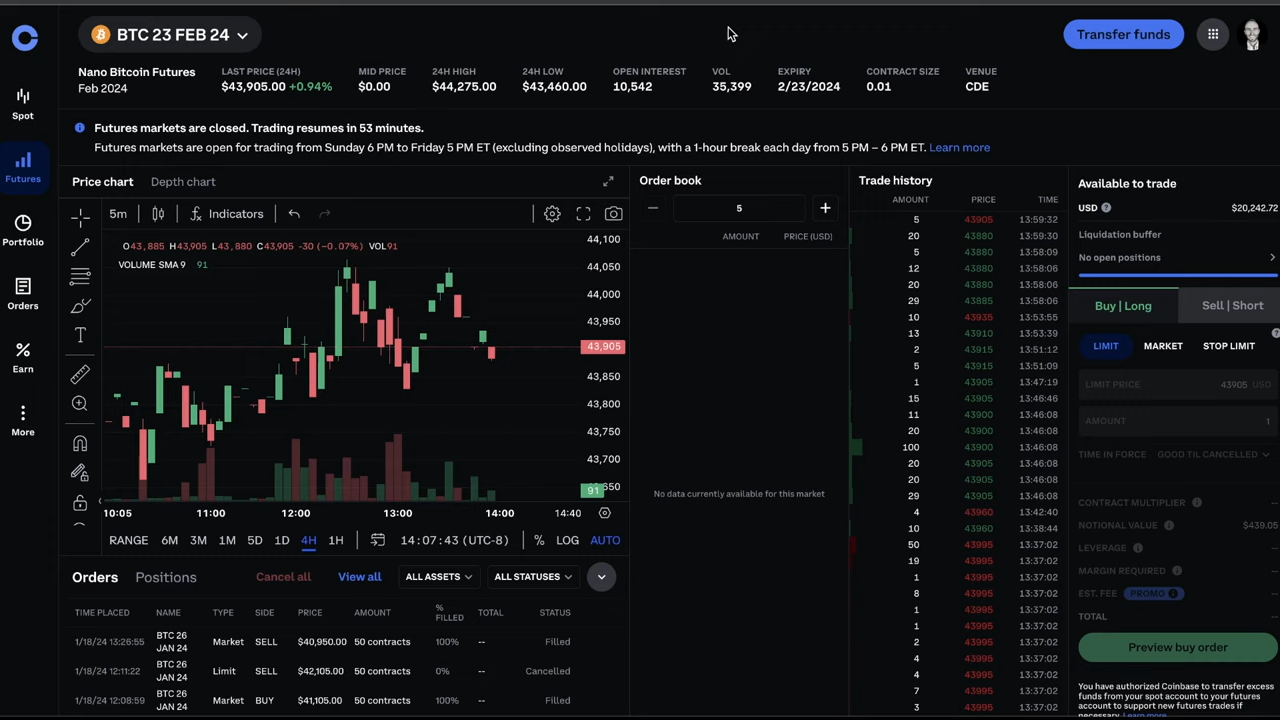 BTC 23 FEB 24
Transfer funds
Nano Bitcoin Futures
Feb 2024
LAST PRICE (24H)
$43,905.00 +0.94%
MID PRICE
$0.00
24H HIGH
$44,275.00
24H LOW
$43,460.00
OPEN INTEREST
10,542
VOL
35,399
EXPIRY
2/23/2024
CONTRACT SIZE
0.01
VENUE
CDE
Spot
Futures
Portfolio
Orders
Earn
More
Futures markets are closed. Trading resumes in 53 minutes.
Futures markets are open for trading from Sunday 6 PM to Friday 5 PM ET (excluding observed holidays), with a 1-hour break each day from 5 PM – 6 PM ET. Learn more
Price chart Depth chart
5m Indicators
O43,885 H43,905 L43,880 C43,905 -30 (-0.07%) VOL91
VOLUME SMA 9 91
44,100
44,050
44,000
43,950
43,905
43,850
43,800
43,750
43,700
91
10:05 11:00 12:00 13:00 14:00 14:40
RANGE 6M 3M 1M 5D 1D 4H 1H 14:07:43 (UTC-8) % LOG AUTO
Order book
− 5 +
AMOUNT PRICE (USD)
No data currently available for this market
Trade history
AMOUNT PRICE TIME
5 43905 13:59:32
20 43880 13:59:30
5 43880 13:58:09
12 43880 13:58:06
20 43880 13:58:06
29 43885 13:58:06
10 43935 13:53:55
13 43910 13:53:39
2 43915 13:51:12
5 43915 13:51:09
1 43905 13:47:19
15 43905 13:46:46
11 43900 13:46:08
20 43900 13:46:08
100 43900 13:46:08
20 43905 13:46:08
20 43905 13:46:08
29 43905 13:46:08
4 43960 13:42:40
10 43960 13:38:44
50 43995 13:37:02
19 43995 13:37:02
1 43995 13:37:02
8 43995 13:37:02
1 43995 13:37:02
1 43995 13:37:02
2 43995 13:37:02
4 43995 13:37:02
4 43995 13:37:02
7 43995 13:37:02
3 43995 13:37:02
Available to trade
USD $20,242.72
Liquidation buffer
No open positions
Buy | Long Sell | Short
LIMIT MARKET STOP LIMIT
LIMIT PRICE 43905 USD
AMOUNT 1
TIME IN FORCE GOOD TIL CANCELLED
CONTRACT MULTIPLIER --
NOTIONAL VALUE $439.05
LEVERAGE --
MARGIN REQUIRED --
EST. FEE PROMO --
TOTAL --
Preview buy order
You have authorized Coinbase to transfer excess
funds from your spot account to your futures
account to support new futures trades if
necessary. Learn more
Orders Positions Cancel all View all ALL ASSETS ALL STATUSES
TIME PLACED NAME TYPE SIDE PRICE AMOUNT % FILLED TOTAL STATUS
1/18/24 13:26:55 BTC 26 JAN 24 Market SELL $40,950.00 50 contracts 100% -- Filled
1/18/24 12:11:22 BTC 26 JAN 24 Limit SELL $42,105.00 50 contracts 0% -- Cancelled
1/18/24 12:08:59 BTC 26 JAN 24 Market BUY $41,105.00 50 contracts 100% -- Filled